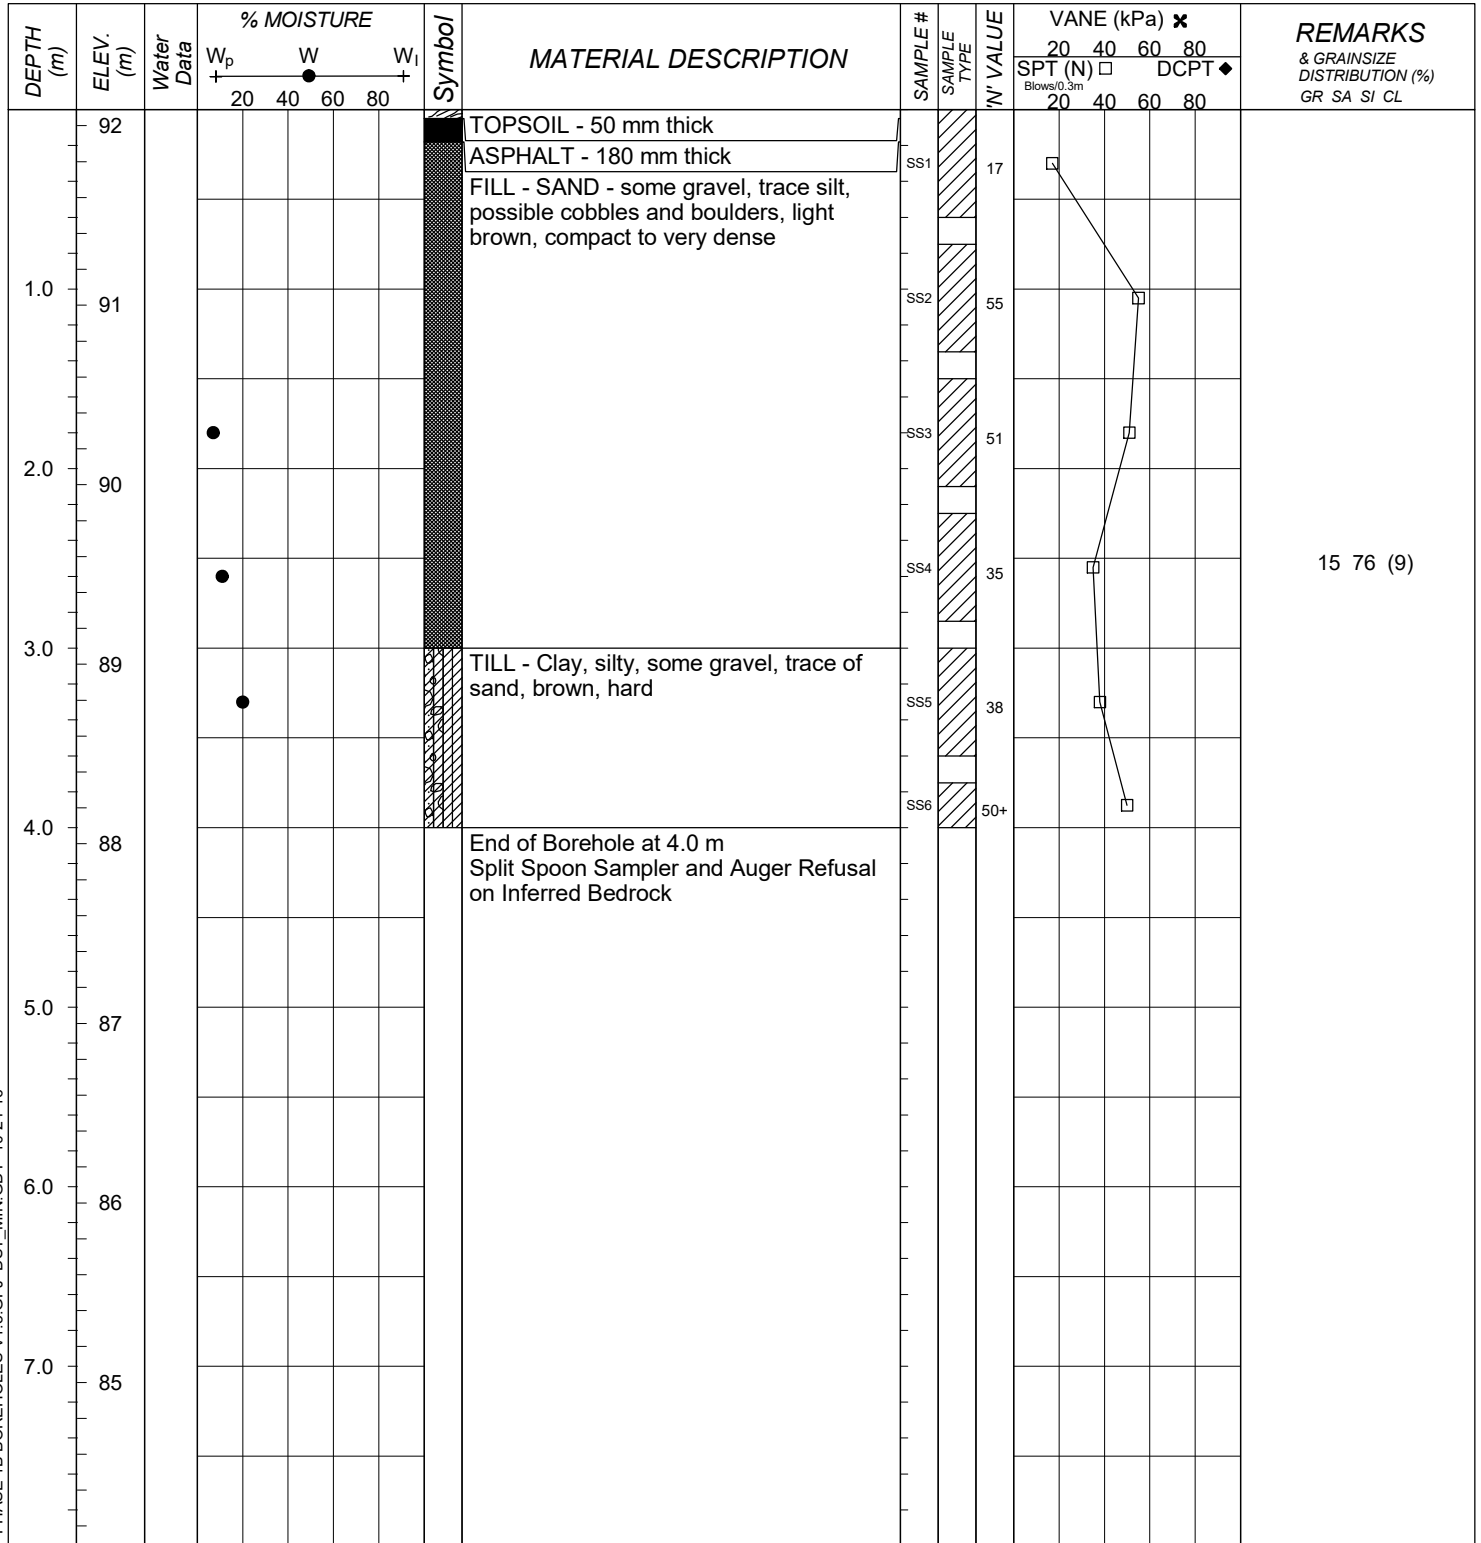 DEPTH (m)
ELEV. (m)
Water Data
% MOISTURE
Wp W Wl
20 40 60 80
Symbol
MATERIAL DESCRIPTION
SAMPLE #
SAMPLE TYPE
'N' VALUE
VANE (kPa) ×
20 40 60 80
SPT (N) □ DCPT ◆
Blows/0.3m
20 40 60 80
REMARKS
& GRAINSIZE
DISTRIBUTION (%)
GR SA SI CL
92
TOPSOIL - 50 mm thick
ASPHALT - 180 mm thick
SS1 17
FILL - SAND - some gravel, trace silt,
possible cobbles and boulders, light
brown, compact to very dense
1.0 91 SS2 55
SS3 51
2.0 90
SS4 35 15 76 (9)
3.0 89
TILL - Clay, silty, some gravel, trace of
sand, brown, hard
SS5 38
SS6 50+
4.0 88
End of Borehole at 4.0 m
Split Spoon Sampler and Auger Refusal
on Inferred Bedrock
5.0 87
6.0 86
7.0 85